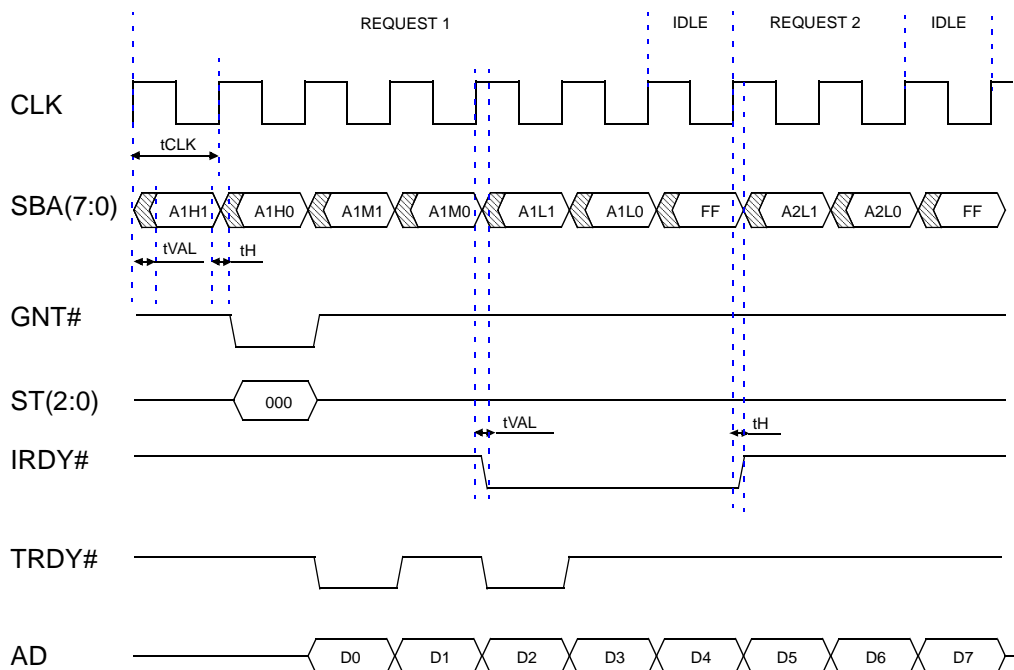 REQUEST 1 IDLE REQUEST 2 IDLE
CLK
tCLK
SBA(7:0) A1H1 A1H0 A1M1 A1M0 A1L1 A1L0 FF A2L1 A2L0 FF
tVAL tH
GNT#
ST(2:0) 000
tVAL tH
IRDY#
TRDY#
AD D0 D1 D2 D3 D4 D5 D6 D7